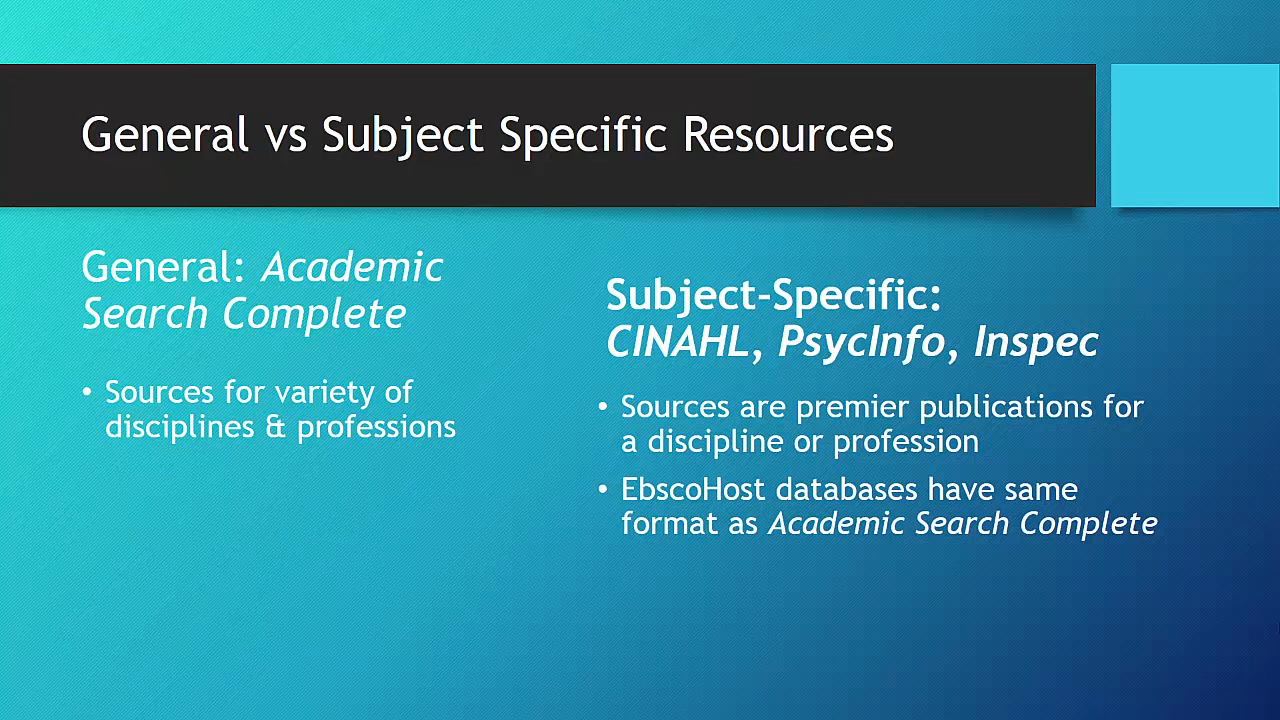 General vs Subject Specific Resources
General: Academic
Search Complete
• Sources for variety of
disciplines & professions
Subject-Specific:
CINAHL, PsycInfo, Inspec
• Sources are premier publications for
a discipline or profession
• EbscoHost databases have same
format as Academic Search Complete